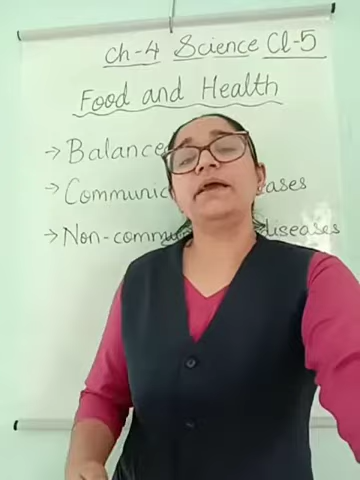 Ch-4 Science Cl-5
Food and Health
→ Balance
→ Communic ases
→ Non-commu diseases